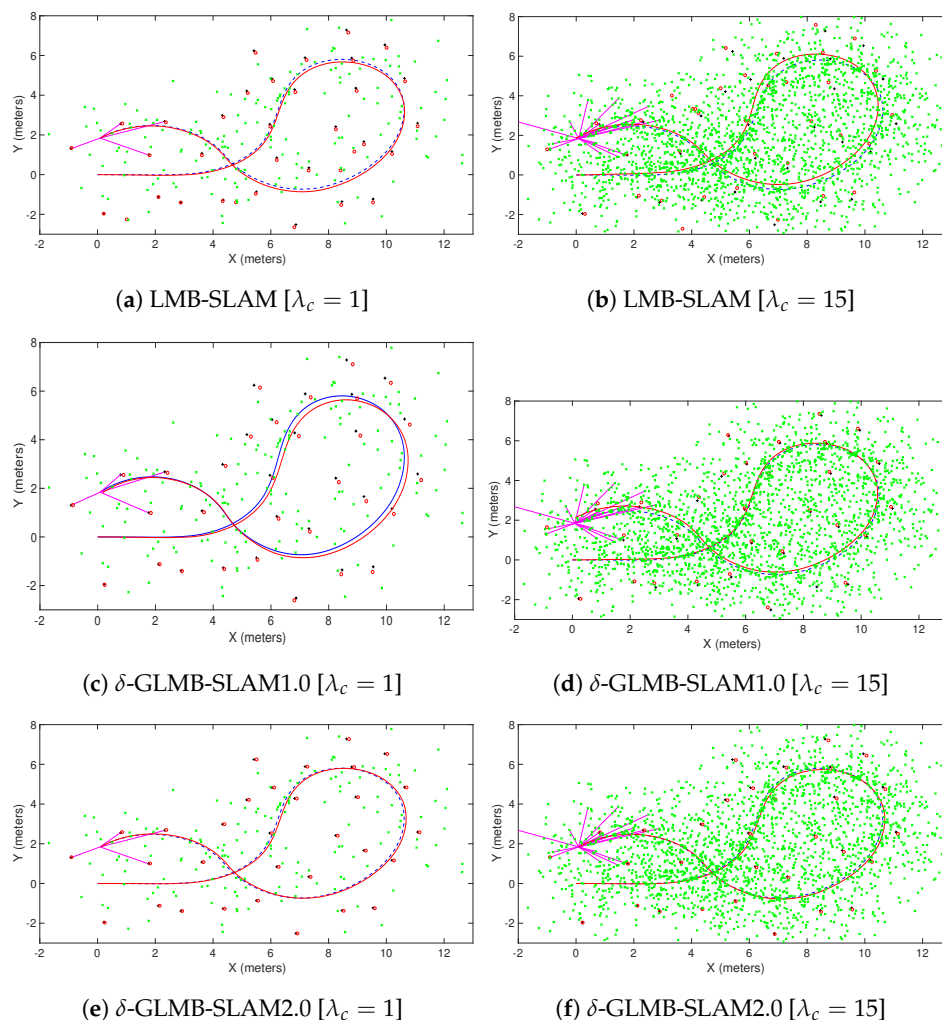 8
6
4
2
0
-2
Y (meters)
-2 0 2 4 6 8 10 12
X (meters)
(a) LMB-SLAM [λc = 1]
8
6
4
2
0
-2
Y (meters)
-2 0 2 4 6 8 10 12
X (meters)
(b) LMB-SLAM [λc = 15]
8
6
4
2
0
-2
Y (meters)
-2 0 2 4 6 8 10 12
X (meters)
(c) δ-GLMB-SLAM1.0 [λc = 1]
8
6
4
2
0
-2
Y (meters)
-2 0 2 4 6 8 10 12
X (meters)
(d) δ-GLMB-SLAM1.0 [λc = 15]
8
6
4
2
0
-2
Y (meters)
-2 0 2 4 6 8 10 12
X (meters)
(e) δ-GLMB-SLAM2.0 [λc = 1]
8
6
4
2
0
-2
Y (meters)
-2 0 2 4 6 8 10 12
X (meters)
(f) δ-GLMB-SLAM2.0 [λc = 15]